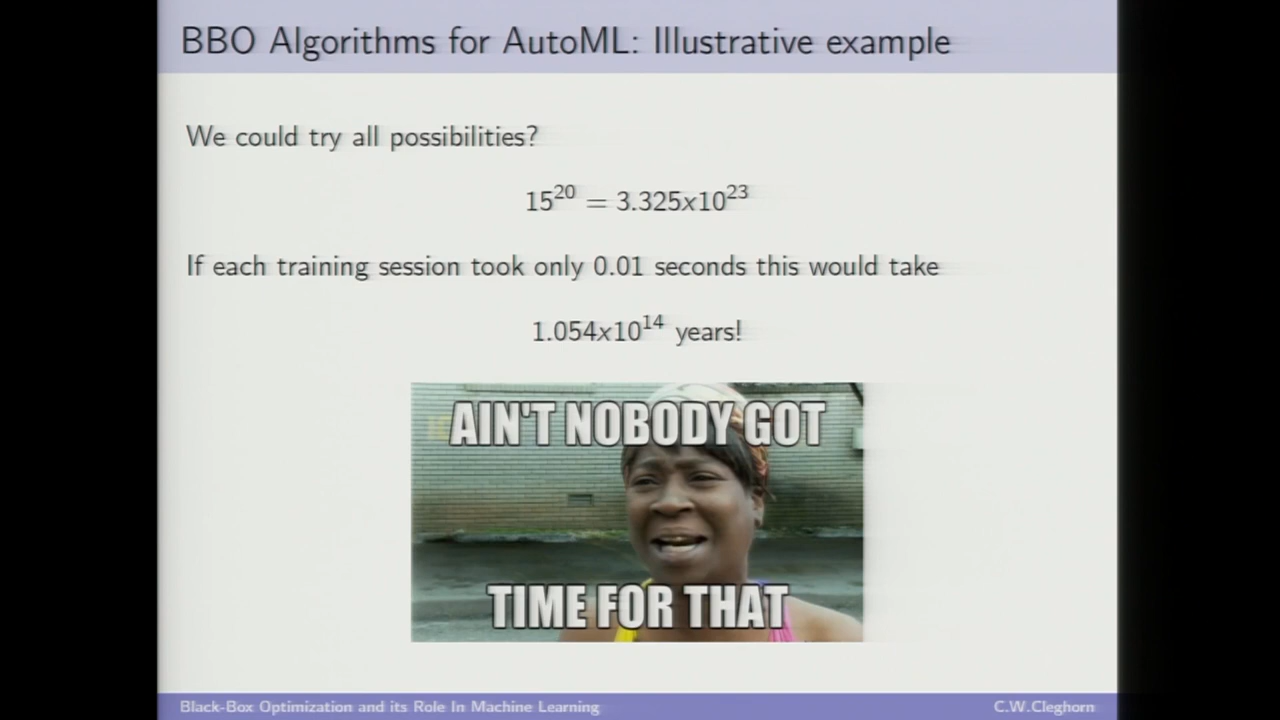 BBO Algorithms for AutoML: Illustrative example
We could try all possibilities?
15^20 = 3.325x10^23
If each training session took only 0.01 seconds this would take
1.054x10^14 years!
AIN'T NOBODY GOT
TIME FOR THAT
Black-Box Optimization and its Role In Machine Learning C.W.Cleghorn